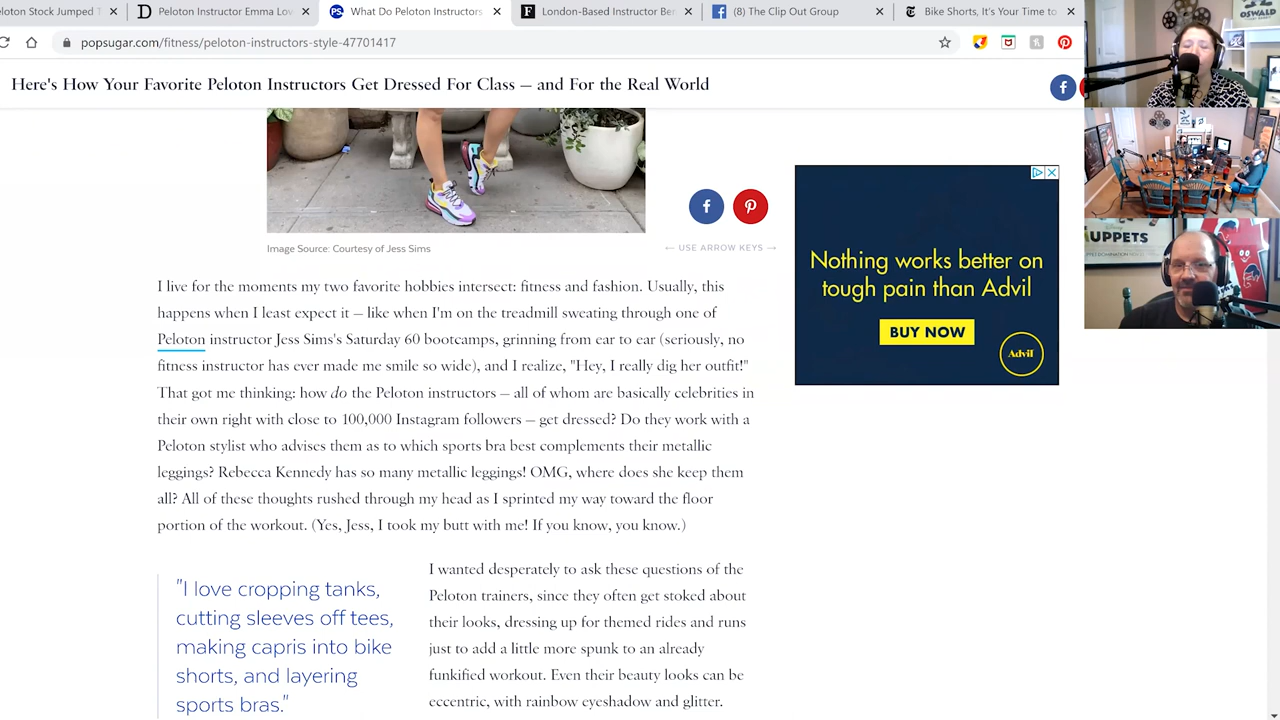 eloton Stock Jumped T
Peloton Instructor Emma Lov
What Do Peloton Instructors
London-Based Instructor Ben
(8) The Clip Out Group
Bike Shorts, It's Your Time to
popsugar.com/fitness/peloton-instructors-style-47701417
Here's How Your Favorite Peloton Instructors Get Dressed For Class — and For the Real World
Image Source: Courtesy of Jess Sims
← USE ARROW KEYS →
I live for the moments my two favorite hobbies intersect: fitness and fashion. Usually, this
happens when I least expect it — like when I'm on the treadmill sweating through one of
Peloton instructor Jess Sims's Saturday 60 bootcamps, grinning from ear to ear (seriously, no
fitness instructor has ever made me smile so wide), and I realize, "Hey, I really dig her outfit!"
That got me thinking: how do the Peloton instructors — all of whom are basically celebrities in
their own right with close to 100,000 Instagram followers — get dressed? Do they work with a
Peloton stylist who advises them as to which sports bra best complements their metallic
leggings? Rebecca Kennedy has so many metallic leggings! OMG, where does she keep them
all? All of these thoughts rushed through my head as I sprinted my way toward the floor
portion of the workout. (Yes, Jess, I took my butt with me! If you know, you know.)
"I love cropping tanks,
cutting sleeves off tees,
making capris into bike
shorts, and layering
sports bras."
I wanted desperately to ask these questions of the
Peloton trainers, since they often get stoked about
their looks, dressing up for themed rides and runs
just to add a little more spunk to an already
funkified workout. Even their beauty looks can be
eccentric, with rainbow eyeshadow and glitter.
Nothing works better on
tough pain than Advil
BUY NOW
Advil
OSWALD
MUPPETS